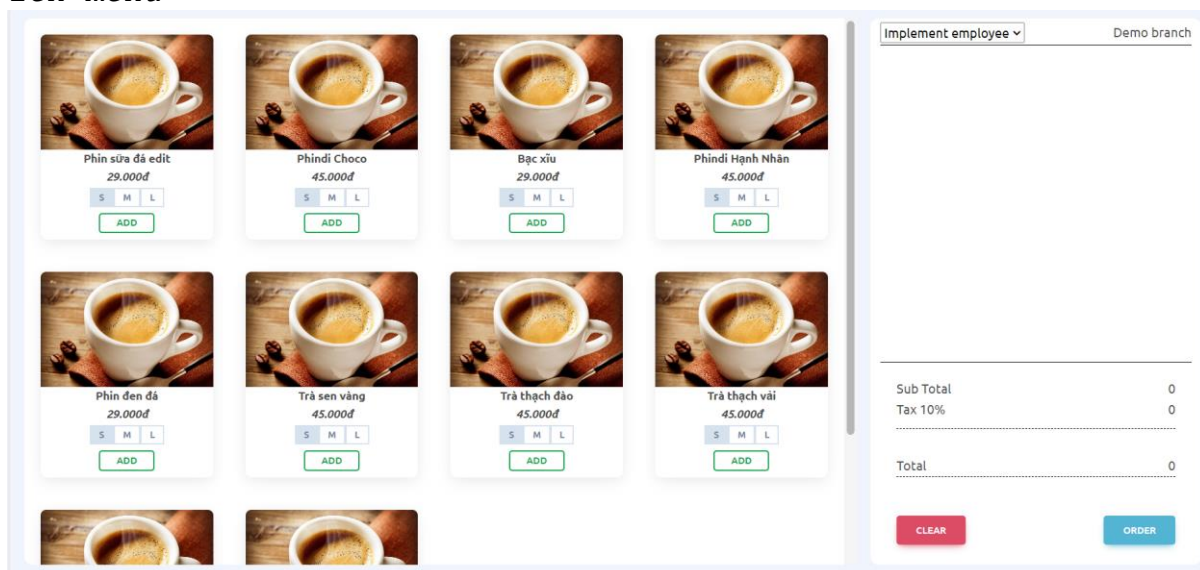 Implement employee
Demo branch
Phin sữa đá edit
Phindi Choco
Bạc xĩu
Phindi Hạnh Nhân
29.000đ
45.000đ
29.000đ
45.000đ
S M L
S M L
S M L
S M L
ADD
ADD
ADD
ADD
Phin đen đá
Trà sen vàng
Trà thạch đào
Trà thạch vải
29.000đ
45.000đ
45.000đ
45.000đ
S M L
S M L
S M L
S M L
ADD
ADD
ADD
ADD
Sub Total 0
Tax 10% 0
Total 0
CLEAR
ORDER